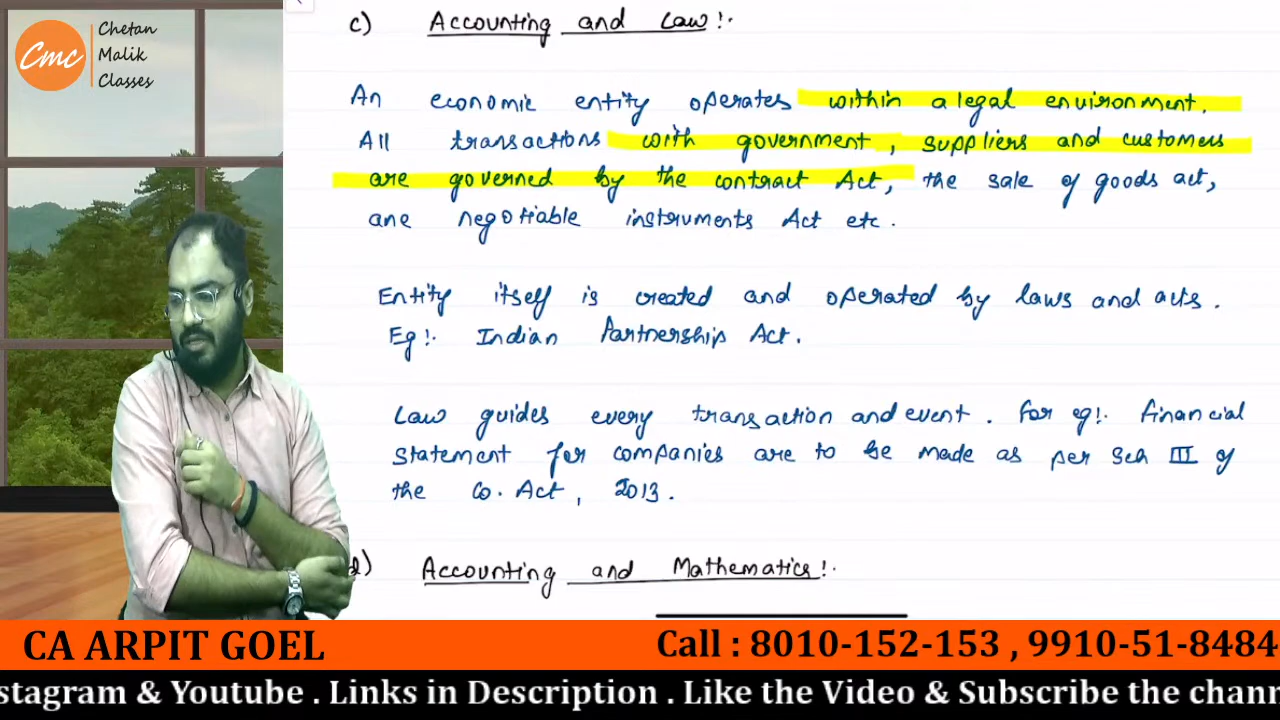 Cmc
Chetan
Malik
Classes
c) Accounting and Law :-
An economic entity operates within a legal environment.
All transactions with government, suppliers and customers
are governed by the contract Act, the sale of goods act,
ane negotiable instruments Act etc.
Entity itself is created and operated by laws and acts.
Eg :- Indian Partnership Act.
Law guides every transaction and event. For eg :- Financial
Statement for companies are to be made as per Sch III of
the Co. Act, 2013.
d) Accounting and Mathematics :-
CA ARPIT GOEL
Call : 8010-152-153 , 9910-51-8484
stagram & Youtube . Links in Description . Like the Video & Subscribe the chann